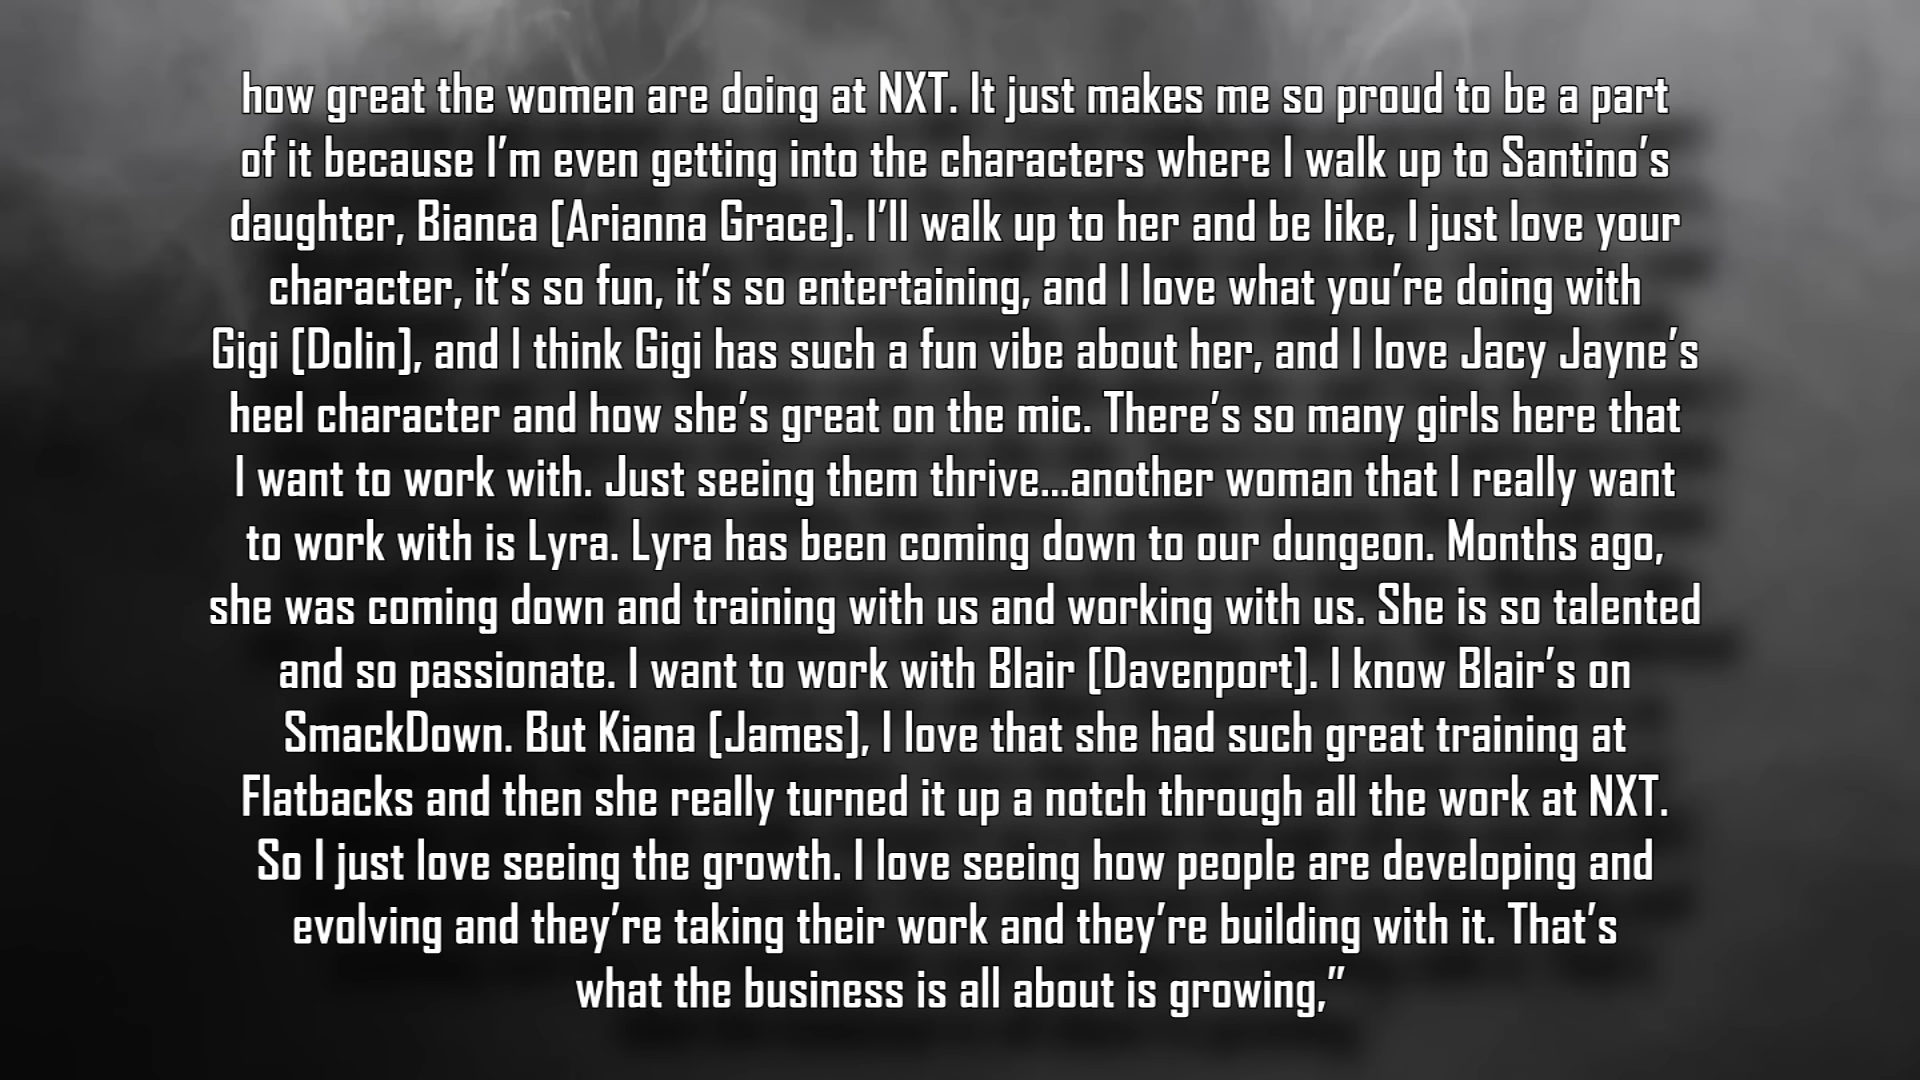 how great the women are doing at NXT. It just makes me so proud to be a part
of it because I’m even getting into the characters where I walk up to Santino’s
daughter, Bianca [Arianna Grace]. I’ll walk up to her and be like, I just love your
character, it’s so fun, it’s so entertaining, and I love what you’re doing with
Gigi [Dolin], and I think Gigi has such a fun vibe about her, and I love Jacy Jayne’s
heel character and how she’s great on the mic. There’s so many girls here that
I want to work with. Just seeing them thrive...another woman that I really want
to work with is Lyra. Lyra has been coming down to our dungeon. Months ago,
she was coming down and training with us and working with us. She is so talented
and so passionate. I want to work with Blair [Davenport]. I know Blair’s on
SmackDown. But Kiana [James], I love that she had such great training at
Flatbacks and then she really turned it up a notch through all the work at NXT.
So I just love seeing the growth. I love seeing how people are developing and
evolving and they’re taking their work and they’re building with it. That’s
what the business is all about is growing,”